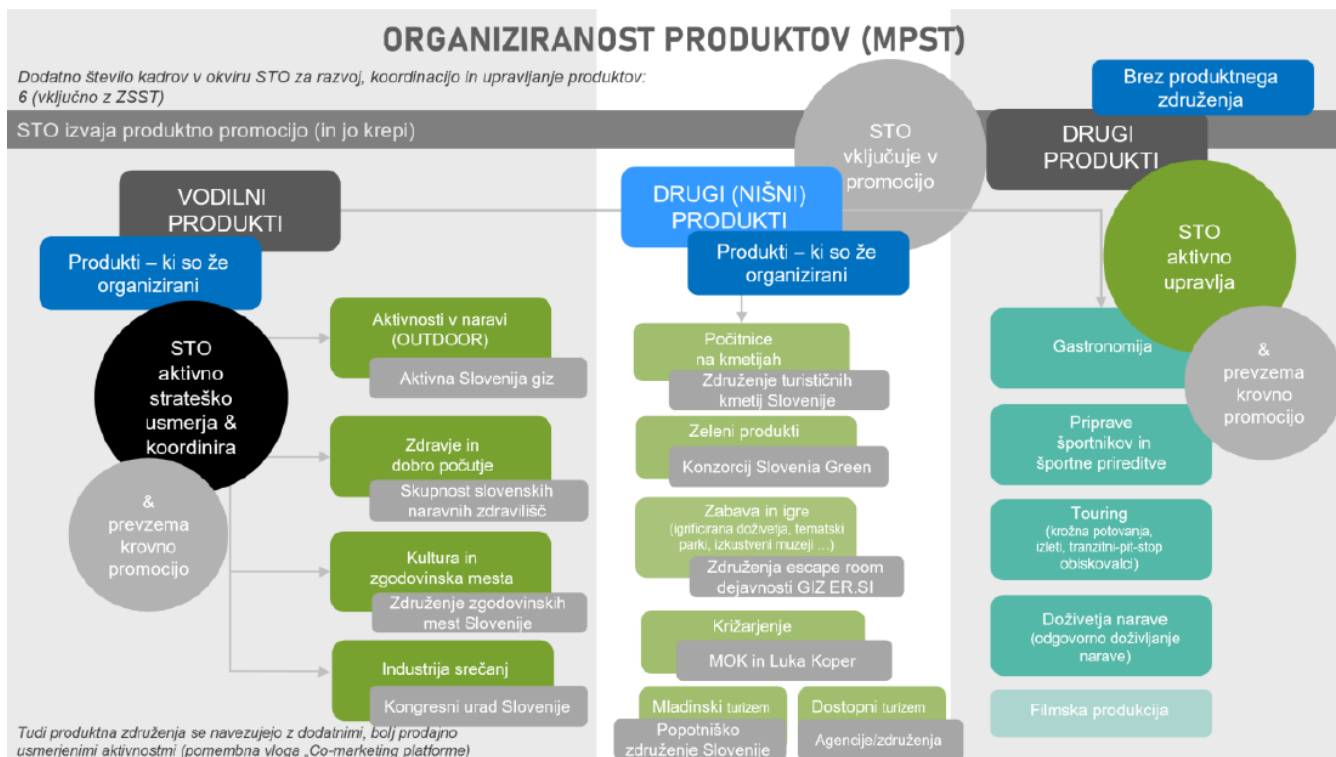 ORGANIZIRANOST PRODUKTOV (MPST)
Dodatno število kadrov v okviru STO za razvoj, koordinacijo in upravljanje produktov:
6 (vključno z ZSST)
STO izvaja produktno promocijo (in jo krepi)
VODILNI
PRODUKTI
Produkti – ki so že
organizirani
STO
aktivno
strateško
usmerja &
koordinira
&
prevzema
krovno
promocijo
Aktivnosti v naravi
(OUTDOOR)
Aktivna Slovenija giz
Zdravje in
dobro počutje
Skupnost slovenskih
naravnih zdravilišč
Kultura in
zgodovinska mesta
Združenje zgodovinskih
mest Slovenije
Industrija srečanj
Kongresni urad Slovenije
Tudi produktna združenja se navezujejo z dodatnimi, bolj prodajno
usmerjenimi aktivnostmi (pomembna vloga „Co-marketing platforme)
STO
vključuje v
promocijo
DRUGI (NIŠNI)
PRODUKTI
Produkti – ki so že
organizirani
Počitnice
na kmetijah
Združenje turističnih
kmetij Slovenije
Zeleni produkti
Konzorcij Slovenia Green
Zabava in igre
(igrificirana doživetja, tematski
parki, izkustveni muzeji ...)
Združenja escape room
dejavnosti GIZ ER.SI
Križarjenje
MOK in Luka Koper
Mladinski turizem
Popotniško
združenje Slovenije
Dostopni turizem
Agencije/združenja
Brez produktnega
združenja
DRUGI
PRODUKTI
STO
aktivno
upravlja
&
prevzema
krovno
promocijo
Gastronomija
Priprave
športnikov in
športne prireditve
Touring
(krožna potovanja,
izleti, tranzitni-pit-stop
obiskovalci)
Doživetja narave
(odgovorno doživljanje
narave)
Filmska produkcija